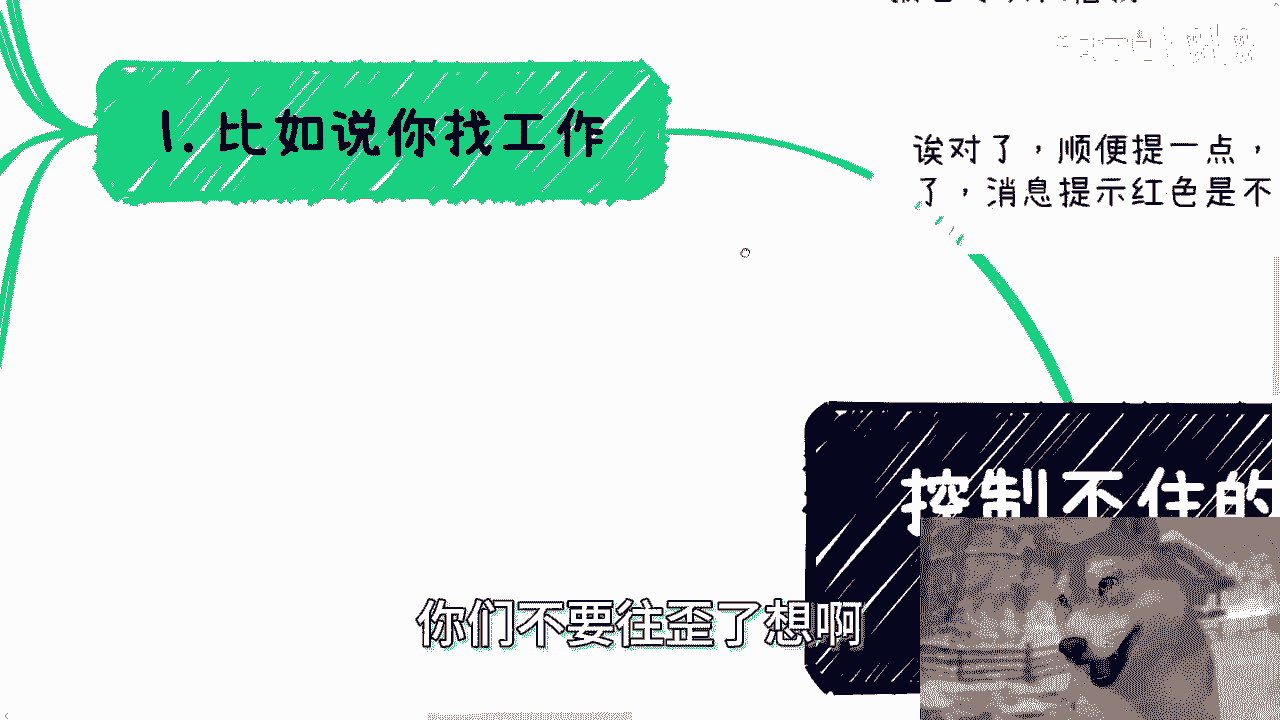 1. 比如说你找工作
诶对了，顺便提一点，
了，消息提示红色是不
控制不住的
你们不要往歪了想啊